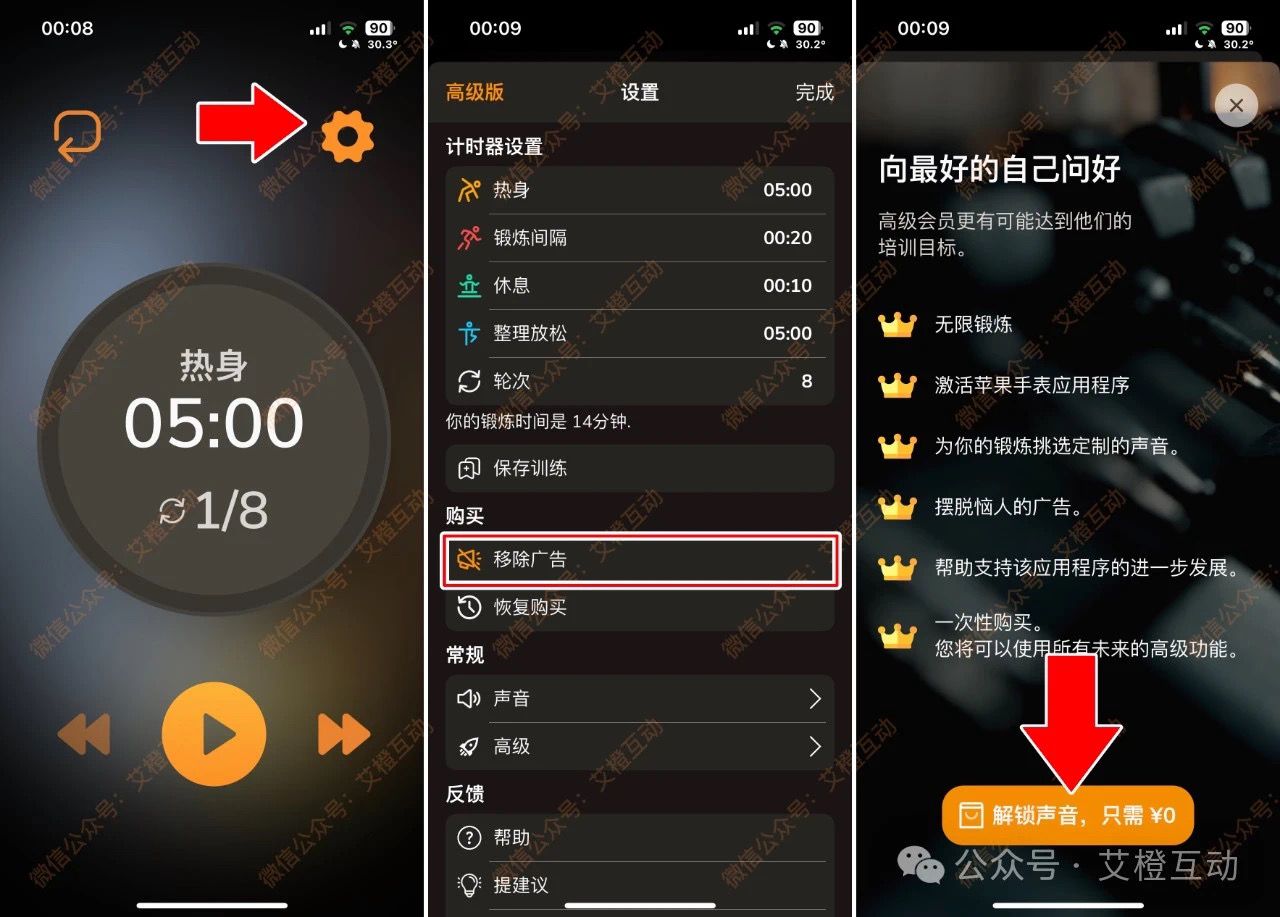 00:08
90
30.3°
热身
05:00
1/8
00:09
90
30.2°
高级版
设置
完成
计时器设置
热身
05:00
锻炼间隔
00:20
休息
00:10
整理放松
05:00
轮次
8
你的锻炼时间是 14分钟.
保存训练
购买
移除广告
恢复购买
常规
声音
高级
反馈
帮助
提建议
00:09
90
30.2°
向最好的自己问好
高级会员更有可能达到他们的
培训目标。
无限锻炼
激活苹果手表应用程序
为你的锻炼挑选定制的声音。
摆脱恼人的广告。
帮助支持该应用程序的进一步发展。
一次性购买。
您将可以使用所有未来的高级功能。
解锁声音，只需 ¥0
公众号 · 艾橙互动
微信公众号：艾橙互动